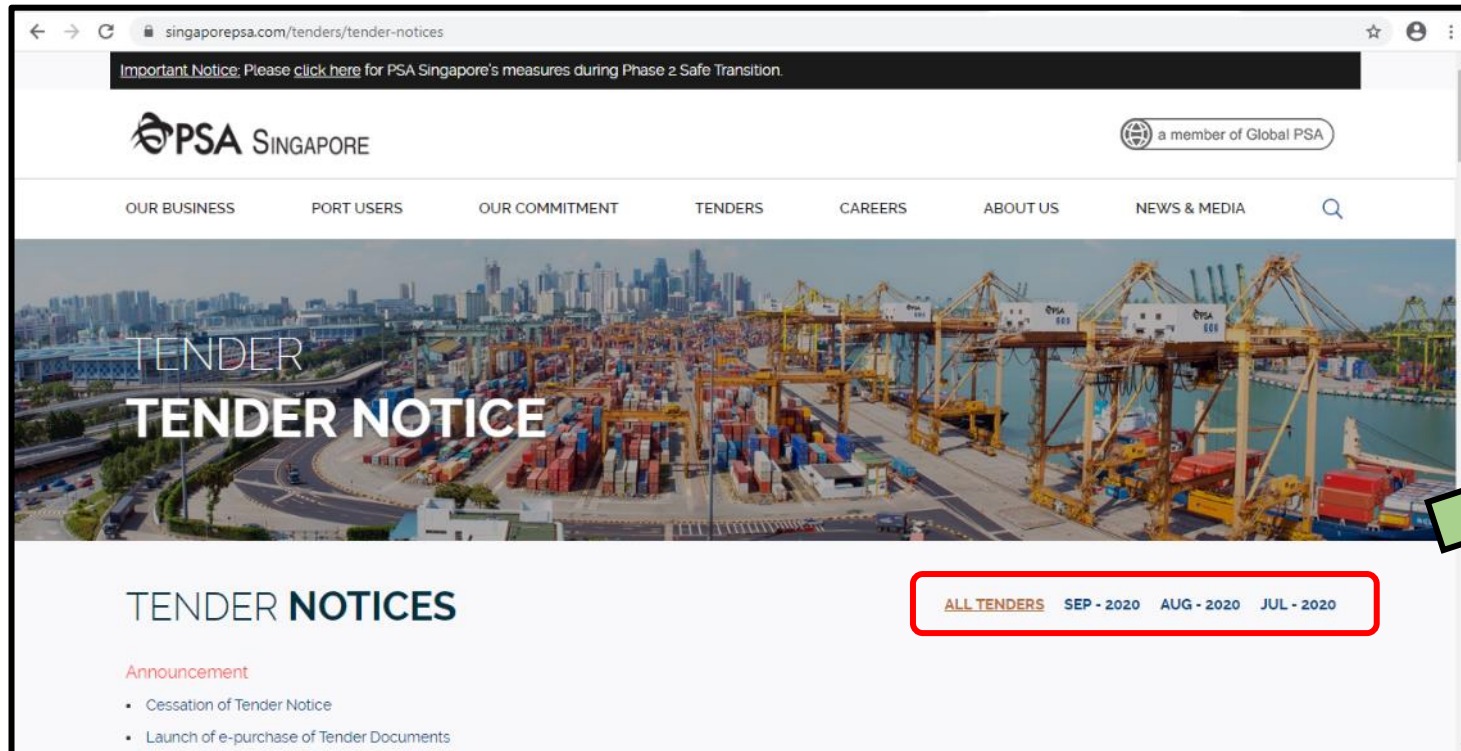 singaporepsa.com/tenders/tender-notices
Important Notice: Please click here for PSA Singapore's measures during Phase 2 Safe Transition.
PSA SINGAPORE
a member of Global PSA
OUR BUSINESS PORT USERS OUR COMMITMENT TENDERS CAREERS ABOUT US NEWS & MEDIA
TENDER
TENDER NOTICE
TENDER NOTICES
ALL TENDERS SEP - 2020 AUG - 2020 JUL - 2020
Announcement
• Cessation of Tender Notice
• Launch of e-purchase of Tender Documents